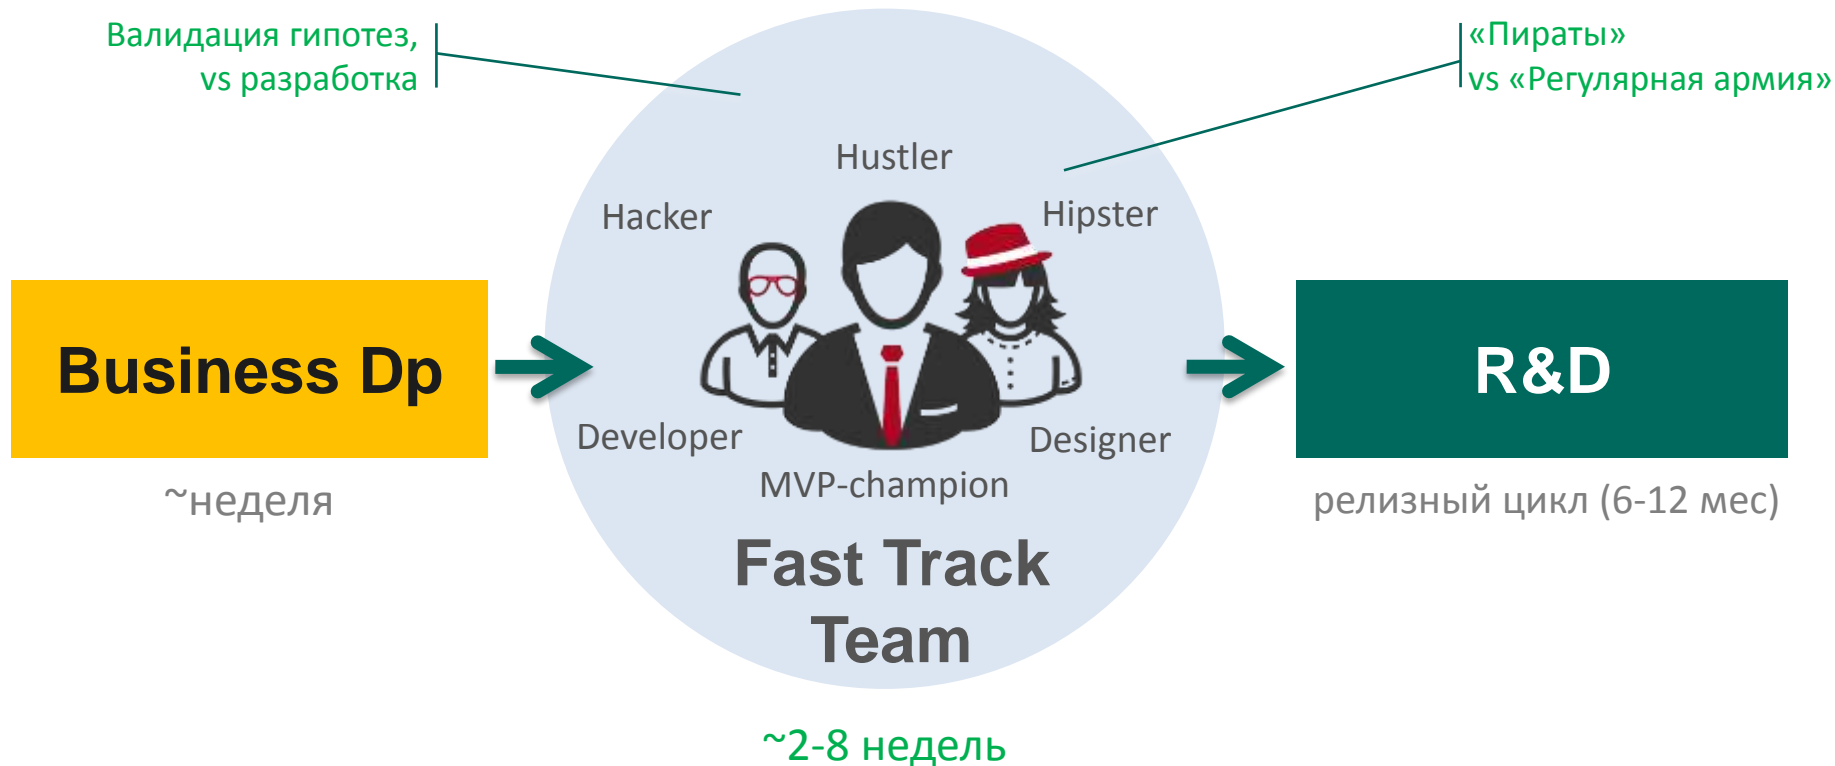 Валидация гипотез,
vs разработка
«Пираты»
vs «Регулярная армия»
Hustler
Hacker
Hipster
Business Dp
R&D
Developer
Designer
MVP-champion
~неделя
релизный цикл (6-12 мес)
Fast Track
Team
~2-8 недель